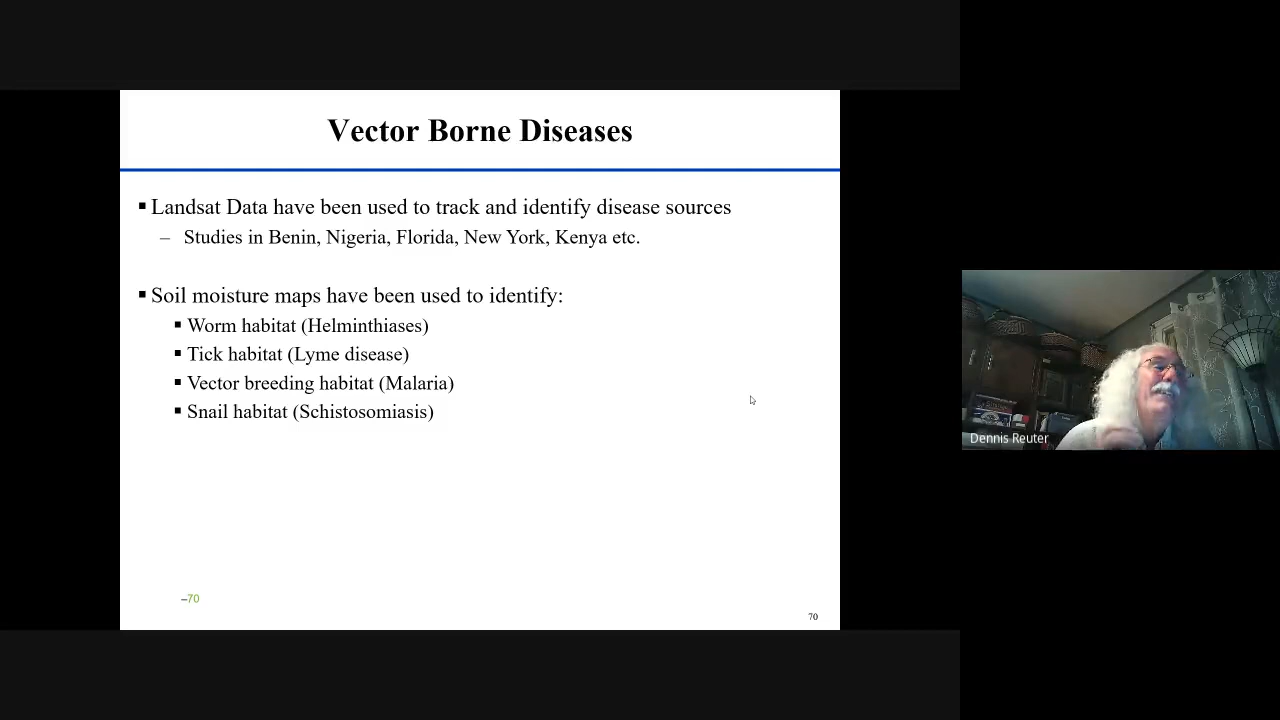 Vector Borne Diseases
▪ Landsat Data have been used to track and identify disease sources
– Studies in Benin, Nigeria, Florida, New York, Kenya etc.
▪ Soil moisture maps have been used to identify:
▪ Worm habitat (Helminthiases)
▪ Tick habitat (Lyme disease)
▪ Vector breeding habitat (Malaria)
▪ Snail habitat (Schistosomiasis)
–70
70
Dennis Reuter